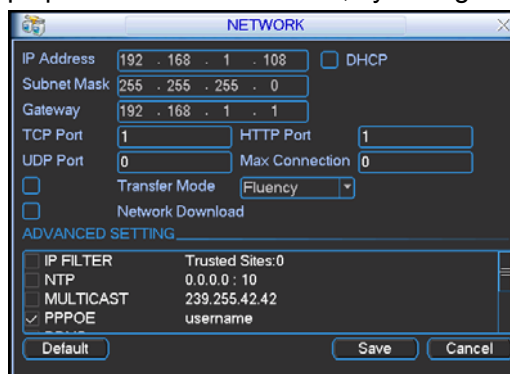 NETWORK
IP Address 192 . 168 . 1 . 108 DHCP
Subnet Mask 255 . 255 . 255 . 0
Gateway 192 . 168 . 1 . 1
TCP Port 1 HTTP Port 1
UDP Port 0 Max Connection 0
Transfer Mode Fluency
Network Download
ADVANCED SETTING
IP FILTER Trusted Sites:0
NTP 0.0.0.0 : 10
MULTICAST 239.255.42.42
PPPOE username
Default Save Cancel